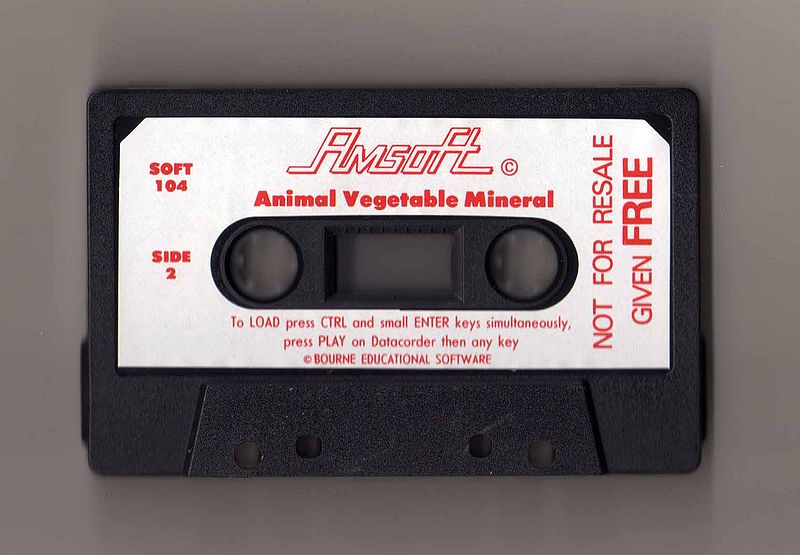 Amsoft ©
SOFT
104
Animal Vegetable Mineral
SIDE
2
To LOAD press CTRL and small ENTER keys simultaneously,
press PLAY on Datacorder then any key
© BOURNE EDUCATIONAL SOFTWARE
NOT FOR RESALE
GIVEN FREE